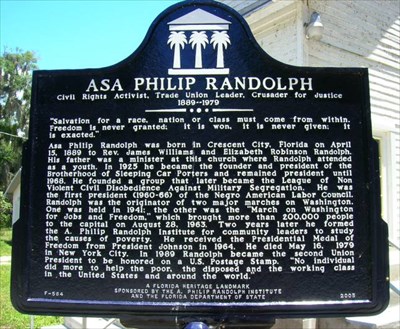 ASA PHILIP RANDOLPH
Civil Rights Activist, Trade Union Leader, Crusader for Justice
1889--1979
"Salvation for a race, nation or class must come from within.
Freedom is never granted; it is won, it is never given; it
is exacted."
Asa Philip Randolph was born in Crescent City, Florida on April
15, 1889 to Rev. James Williams and Elizabeth Robinson Randolph.
His father was a minister at this church where Randolph attended
as a youth. In 1925 he became the founder and president of the
Brotherhood of Sleeping Car Porters and remained president until
1968. He founded a group that later became the League of Non
Violent Civil Disobedience Against Military Segregation. He was
the first president (1960-66) of the Negro American Labor Council.
Randolph was the originator of two major marches on Washington.
One was held in 1941; the other was the "March on Washington
for Jobs and Freedom," which brought more than 200,000 people
to the capital on August 28, 1963. Two years later he formed
the A. Philip Randolph Institute for community leaders to study
the causes of poverty. He received the Presidential Medal of
Freedom from President Johnson in 1964. He died May 16, 1979
in New York City. In 1989 Randolph became the second Union
President to be honored on a U.S. Postage Stamp. "No individual
did more to help the poor, the disposed and the working class
in the United States and around the world."
A FLORIDA HERITAGE LANDMARK
SPONSORED BY THE A. PHILIP RANDOLPH INSTITUTE
F-564 AND THE FLORIDA DEPARTMENT OF STATE 2005